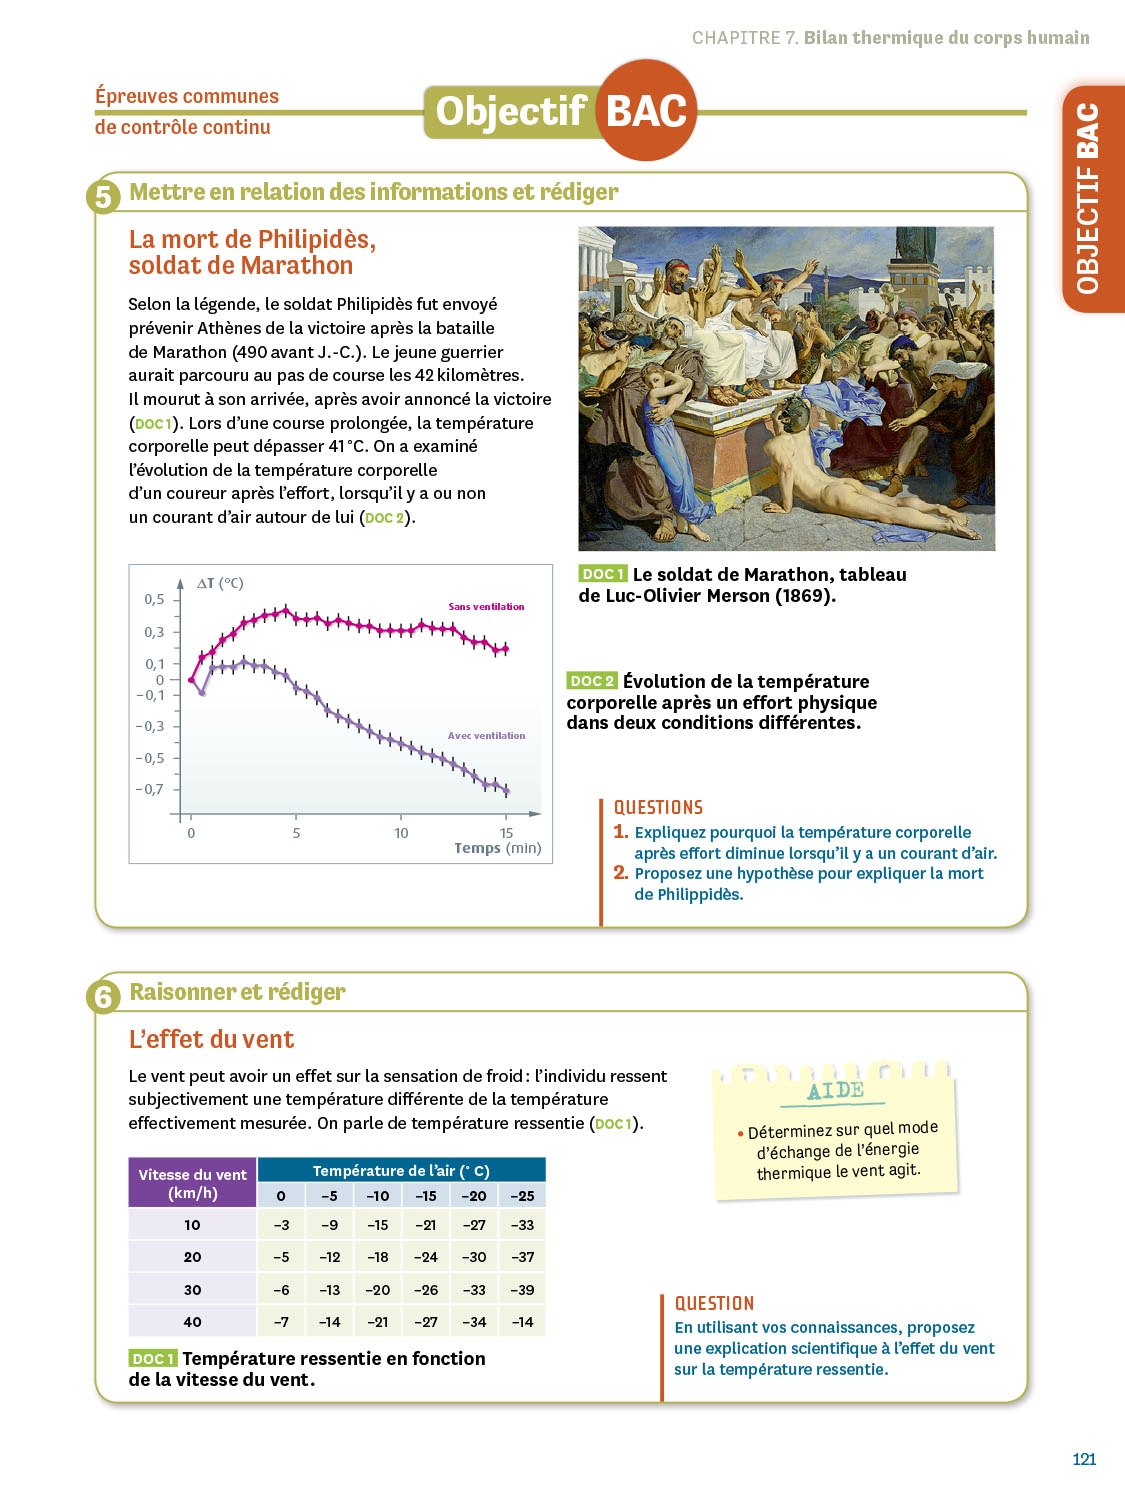 CHAPITRE 7. Bilan thermique du corps humain
Épreuves communes
de contrôle continu
Objectif BAC
OBJECTIF BAC
5 Mettre en relation des informations et rédiger
La mort de Philipidès,
soldat de Marathon
Selon la légende, le soldat Philipidès fut envoyé
prévenir Athènes de la victoire après la bataille
de Marathon (490 avant J.-C.). Le jeune guerrier
aurait parcouru au pas de course les 42 kilomètres.
Il mourut à son arrivée, après avoir annoncé la victoire
(DOC 1). Lors d'une course prolongée, la température
corporelle peut dépasser 41 °C. On a examiné
l'évolution de la température corporelle
d'un coureur après l'effort, lorsqu'il y a ou non
un courant d'air autour de lui (DOC 2).
DOC 1 Le soldat de Marathon, tableau
de Luc-Olivier Merson (1869).
ΔT (°C)
0,5
0,3
0,1
0
–0,1
–0,3
–0,5
–0,7
Sans ventilation
Avec ventilation
0 5 10 15
Temps (min)
DOC 2 Évolution de la température
corporelle après un effort physique
dans deux conditions différentes.
QUESTIONS
1. Expliquez pourquoi la température corporelle
après effort diminue lorsqu'il y a un courant d'air.
2. Proposez une hypothèse pour expliquer la mort
de Philippidès.
6 Raisonner et rédiger
L'effet du vent
Le vent peut avoir un effet sur la sensation de froid : l'individu ressent
subjectivement une température différente de la température
effectivement mesurée. On parle de température ressentie (DOC 1).
AIDE
• Déterminez sur quel mode
d'échange de l'énergie
thermique le vent agit.
Vitesse du vent
(km/h)
Température de l'air (° C)
0 –5 –10 –15 –20 –25
10 –3 –9 –15 –21 –27 –33
20 –5 –12 –18 –24 –30 –37
30 –6 –13 –20 –26 –33 –39
40 –7 –14 –21 –27 –34 –14
DOC 1 Température ressentie en fonction
de la vitesse du vent.
QUESTION
En utilisant vos connaissances, proposez
une explication scientifique à l'effet du vent
sur la température ressentie.
121